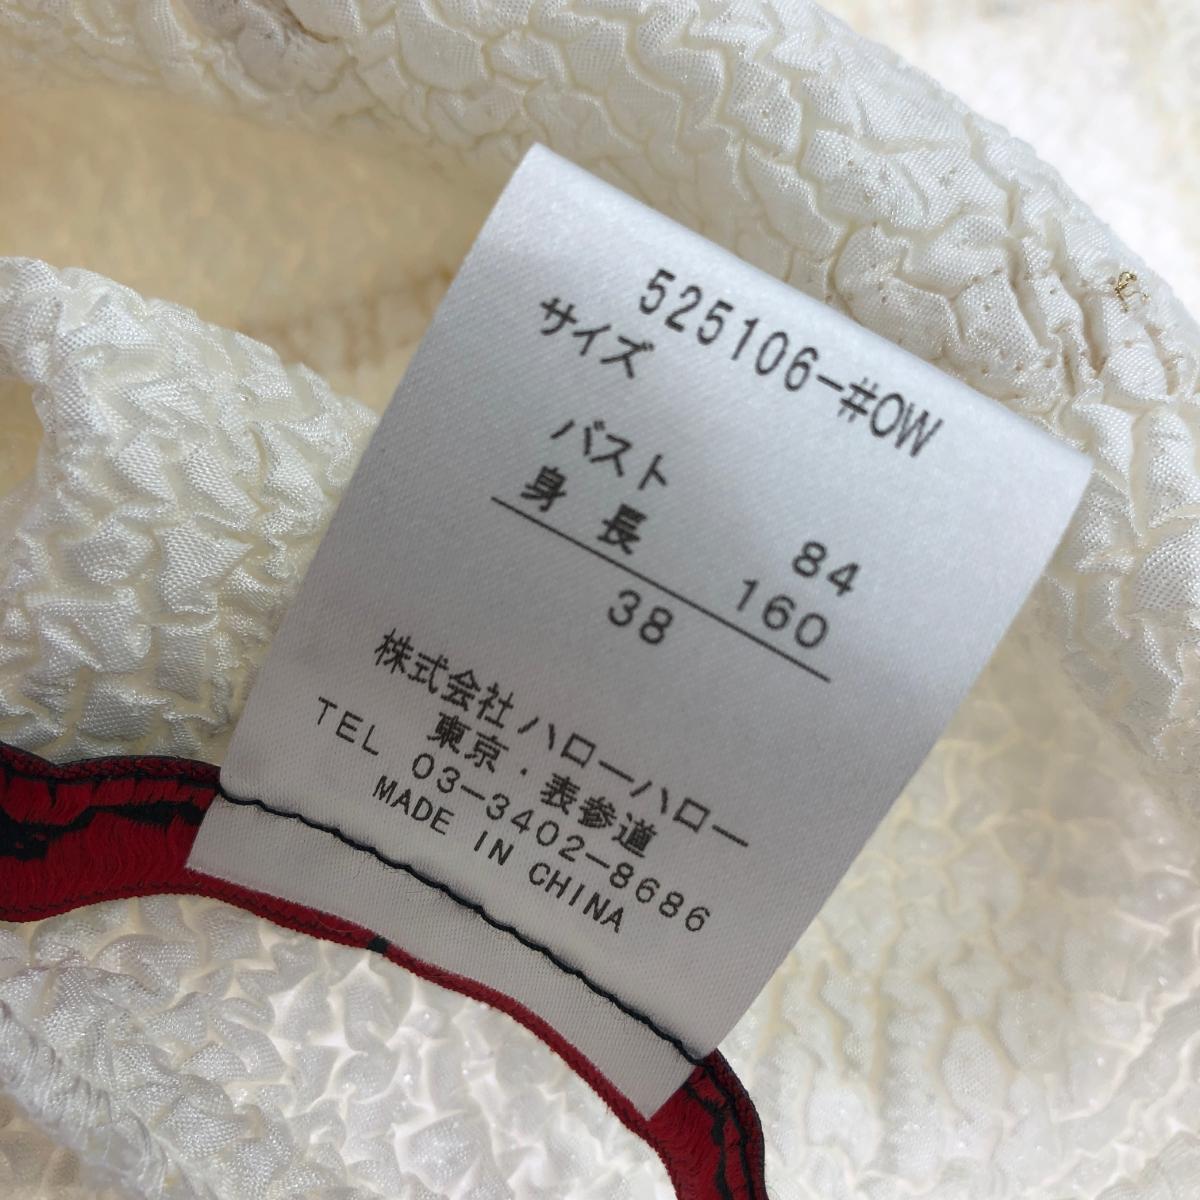 525106-#OW
サイズ
バスト 84
身長 160
38
株式会社 ハローハロー
東京・表参道
TEL 03-3402-8686
MADE IN CHINA